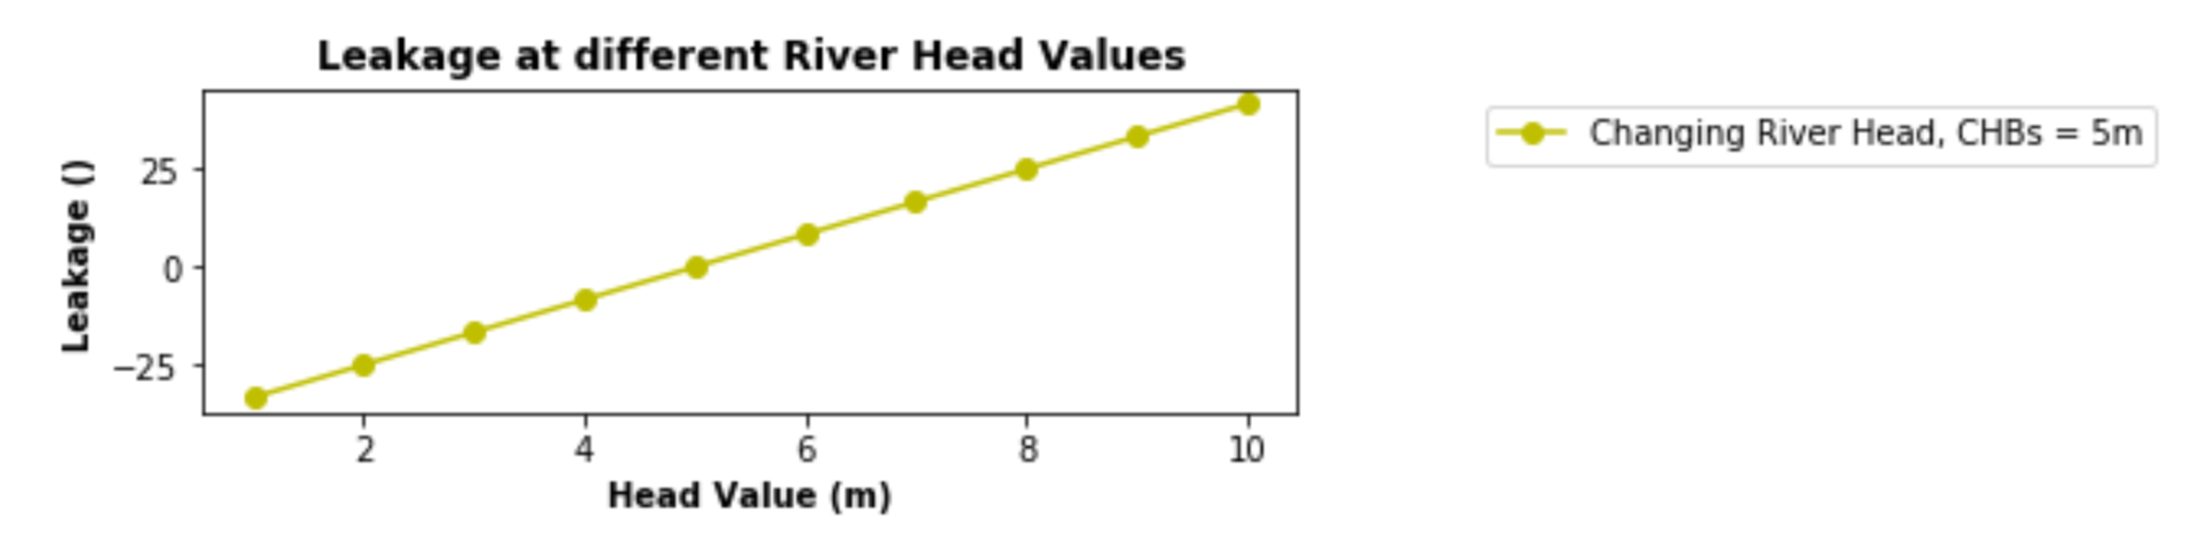 Leakage at different River Head Values
Changing River Head, CHBs = 5m
Leakage ()
25
0
−25
2 4 6 8 10
Head Value (m)